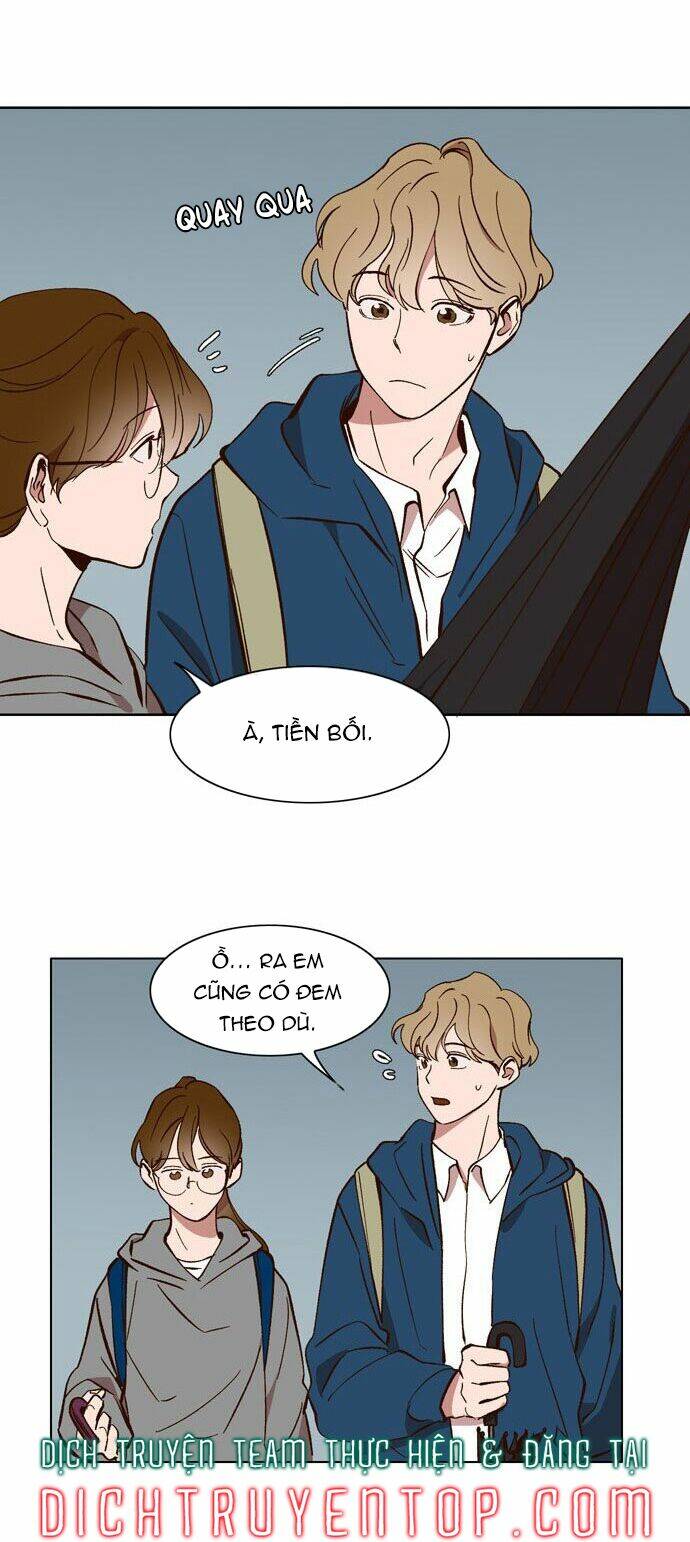 QUAY QUA
À, TIỀN BỐI.
Ồ... RA EM
CŨNG CÓ ĐEM
THEO DÙ.
DỊCH TRUYỆN TEAM THỰC HIỆN & ĐĂNG TẠI
DICHTRUYENTOP.COM